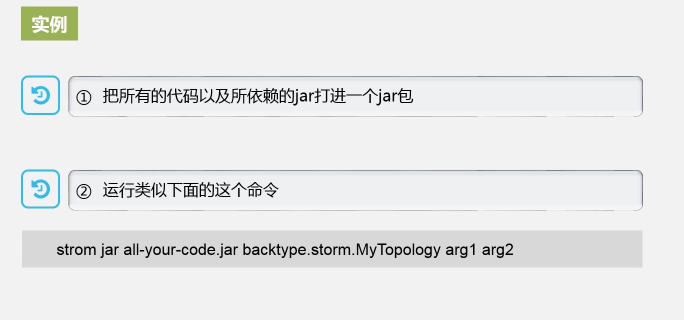 实例
① 把所有的代码以及所依赖的jar打进一个jar包
② 运行类似下面的这个命令
strom jar all-your-code.jar backtype.storm.MyTopology arg1 arg2